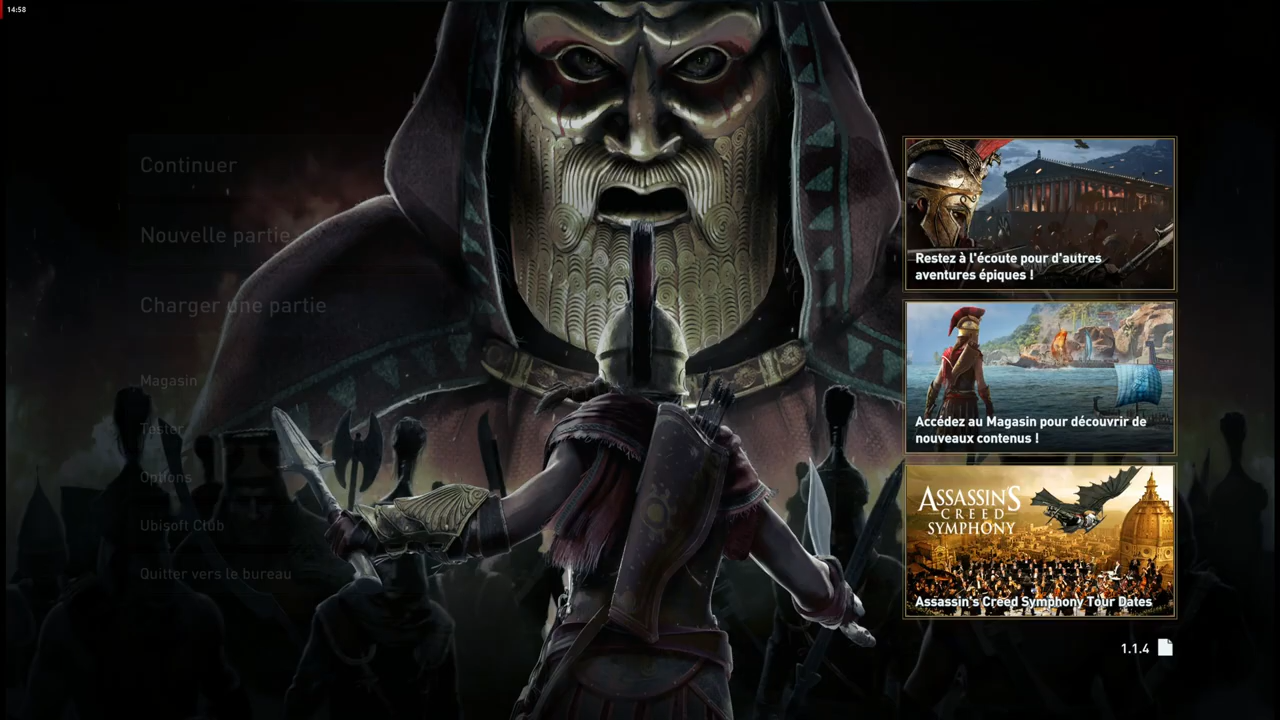 14:58
Continuer
Nouvelle partie
Charger une partie
Magasin
Tester
Options
Ubisoft Club
Quitter vers le bureau
Restez à l'écoute pour d'autres
aventures épiques !
Accédez au Magasin pour découvrir de
nouveaux contenus !
ASSASSIN'S
CREED
SYMPHONY
Assassin's Creed Symphony Tour Dates
1.1.4